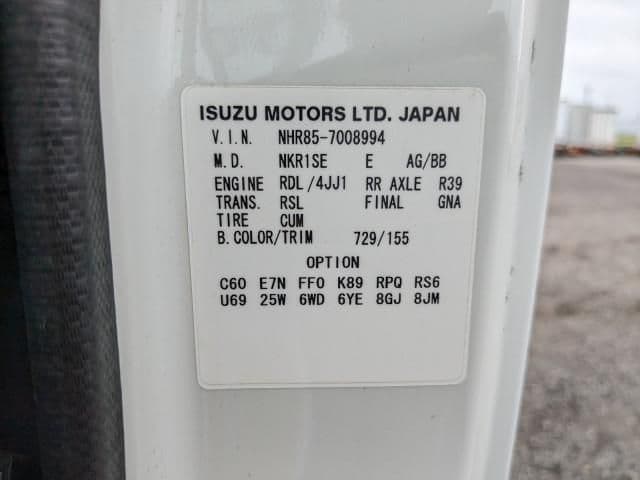 ISUZU MOTORS LTD. JAPAN
V.I.N. NHR85-7008994
M.D. NKR1SE E AG/BB
ENGINE RDL/4JJ1 RR AXLE R39
TRANS. RSL FINAL GNA
TIRE CUM
B.COLOR/TRIM 729/155
OPTION
C60 E7N FF0 K89 RPQ RS6
U69 25W 6WD 6YE 8GJ 8JM